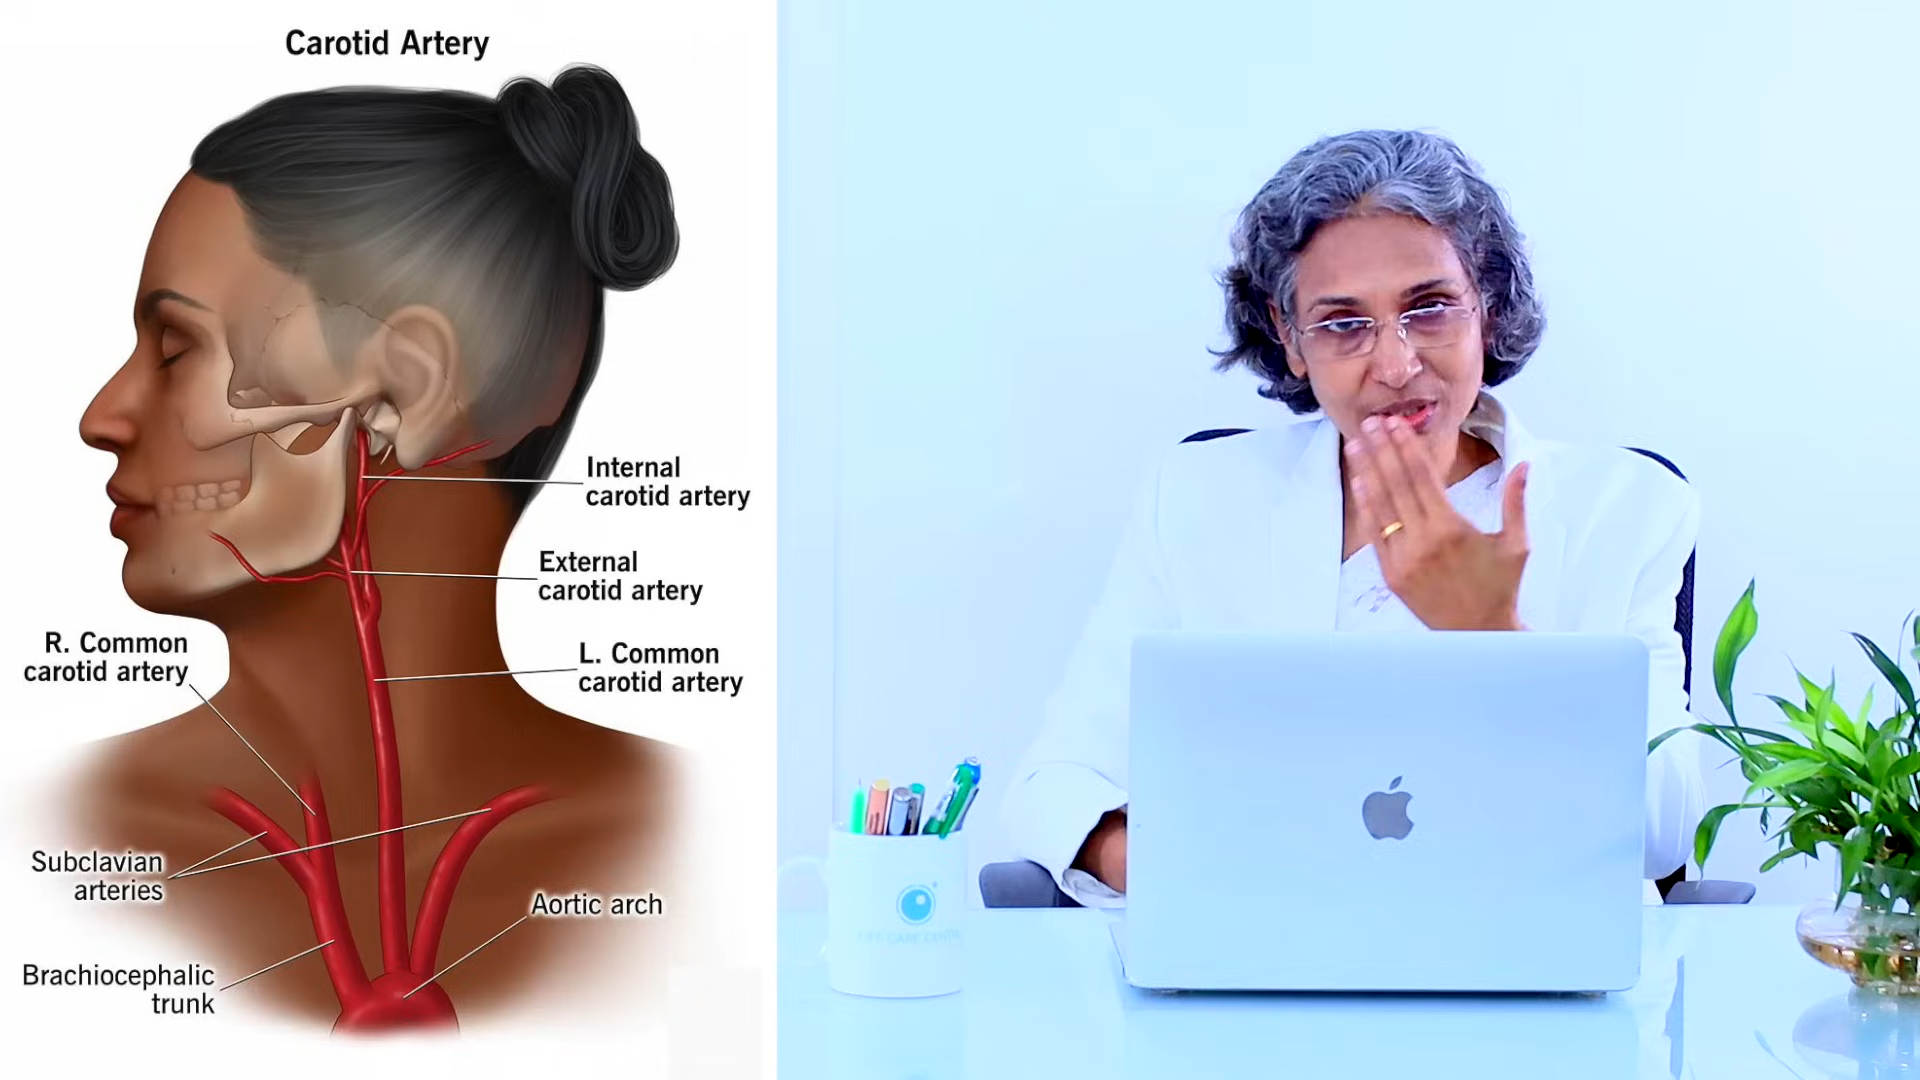 Carotid Artery
Internal
carotid artery
External
carotid artery
R. Common
carotid artery
L. Common
carotid artery
Subclavian
arteries
Aortic arch
Brachiocephalic
trunk